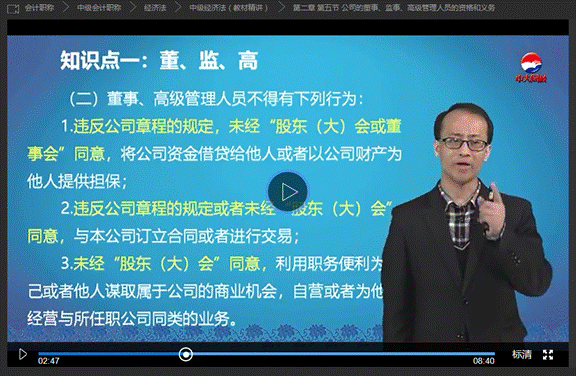 会计职称 中级会计职称 经济法 中级经济法（教材精讲） 第二章 第五节 公司的董事、监事、高级管理人员的资格和义务
知识点一：董、监、高
（二）董事、高级管理人员不得有下列行为：
1.违反公司章程的规定，未经“股东（大）会或董
事会”同意，将公司资金借贷给他人或者以公司财产为
他人提供担保；
2.违反公司章程的规定或者未经“股东（大）会”
同意，与本公司订立合同或者进行交易；
3.未经“股东（大）会”同意，利用职务便利为
己或者他人谋取属于公司的商业机会，自营或者为他
经营与所任职公司同类的业务。
02:47
08:40
标清